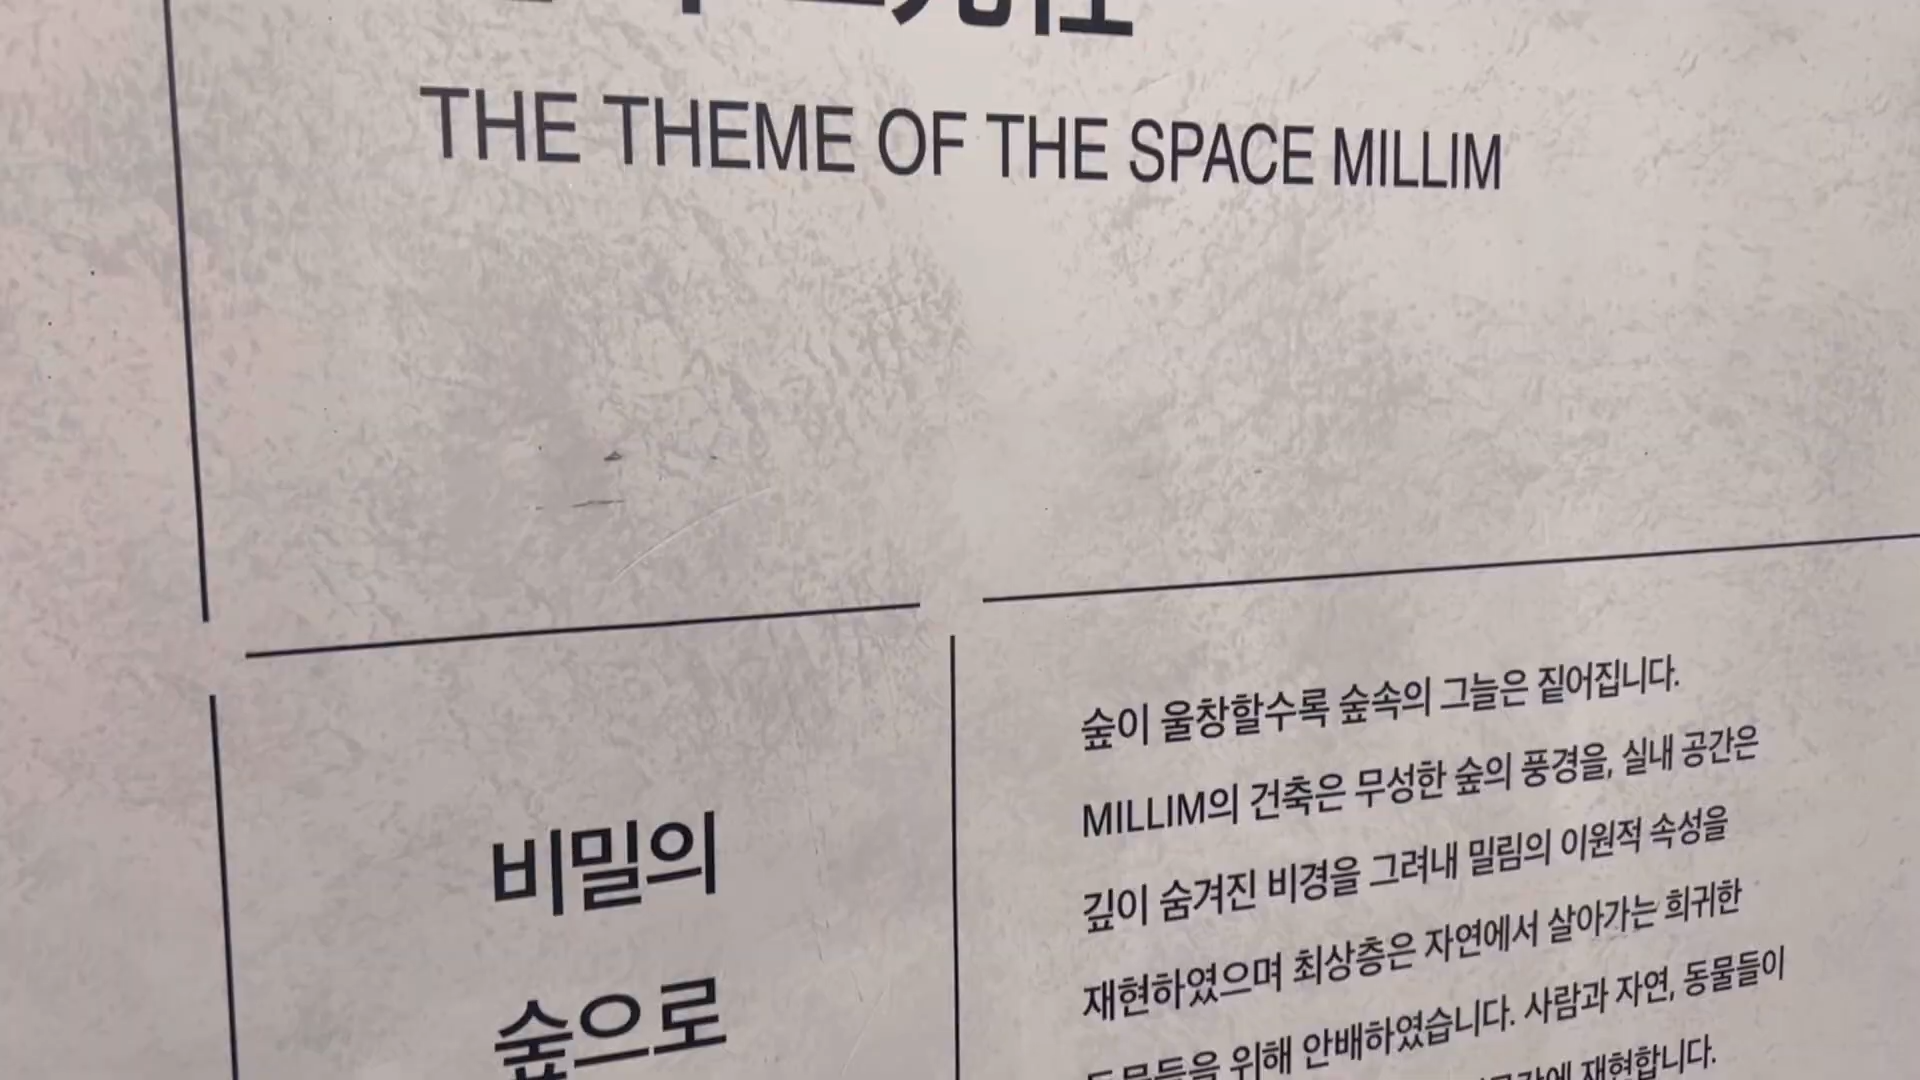 THE THEME OF THE SPACE MILLIM
비밀의
숲으로
숲이 울창할수록 숲속의 그늘은 짙어집니다.
MILLIM의 건축은 무성한 숲의 풍경을, 실내 공간은
깊이 숨겨진 비경을 그려내 밀림의 이원적 속성을
재현하였으며 최상층은 자연에서 살아가는 희귀한
동물들을 위해 안배하였습니다. 사람과 자연, 동물들이
재현합니다.